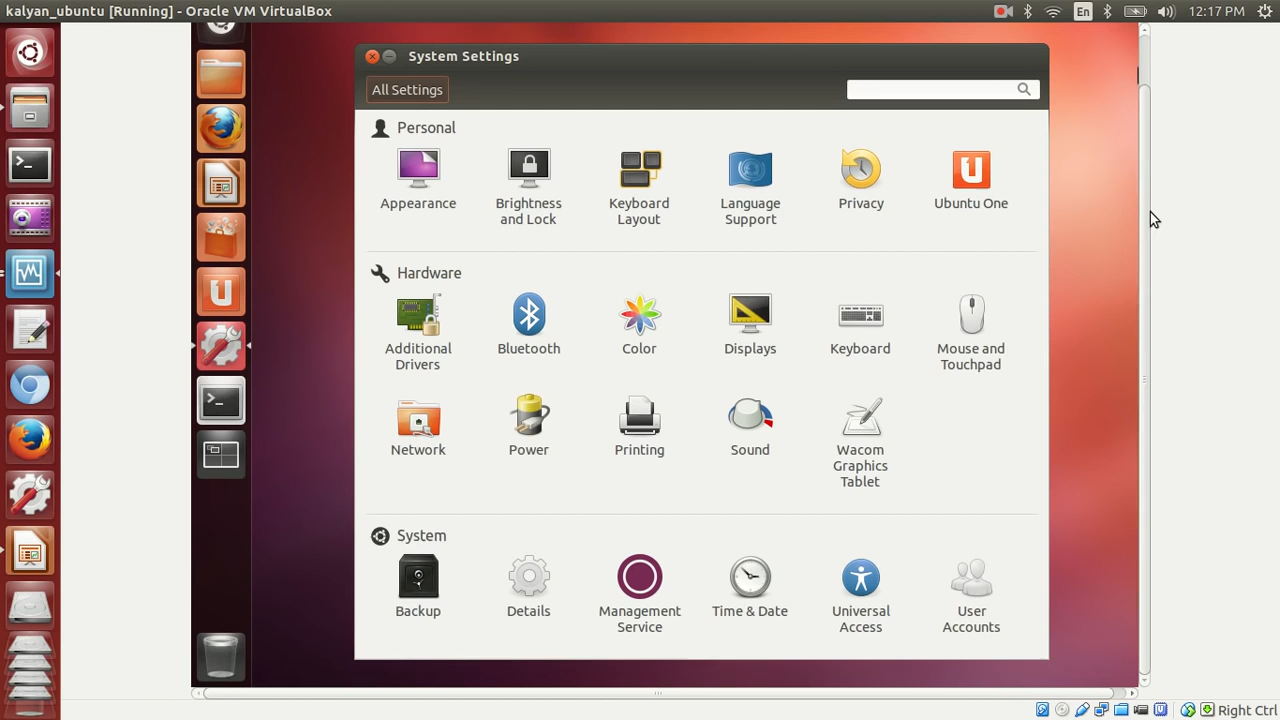 kalyan_ubuntu [Running] - Oracle VM VirtualBox
En
12:17 PM
System Settings
All Settings
Personal
Appearance
Brightness
and Lock
Keyboard
Layout
Language
Support
Privacy
Ubuntu One
Hardware
Additional
Drivers
Bluetooth
Color
Displays
Keyboard
Mouse and
Touchpad
Network
Power
Printing
Sound
Wacom
Graphics
Tablet
System
Backup
Details
Management
Service
Time & Date
Universal
Access
User
Accounts
Right Ctrl